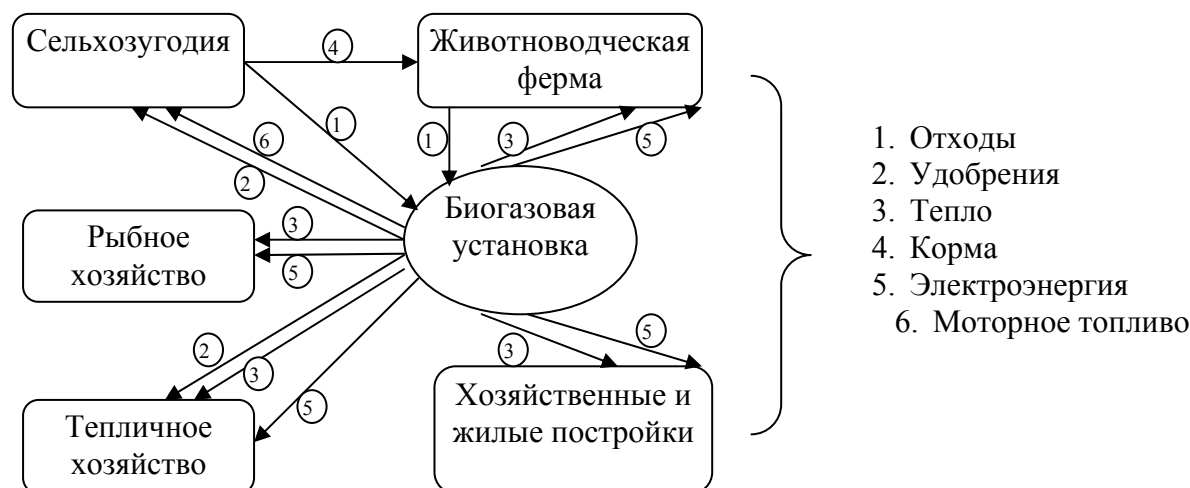 Сельхозугодия
4
Животноводческая
ферма
1
6
2
1
3
5
Биогазовая
установка
Рыбное
хозяйство
3
5
2
3
5
Тепличное
хозяйство
3
5
Хозяйственные и
жилые постройки
1. Отходы
2. Удобрения
3. Тепло
4. Корма
5. Электроэнергия
6. Моторное топливо